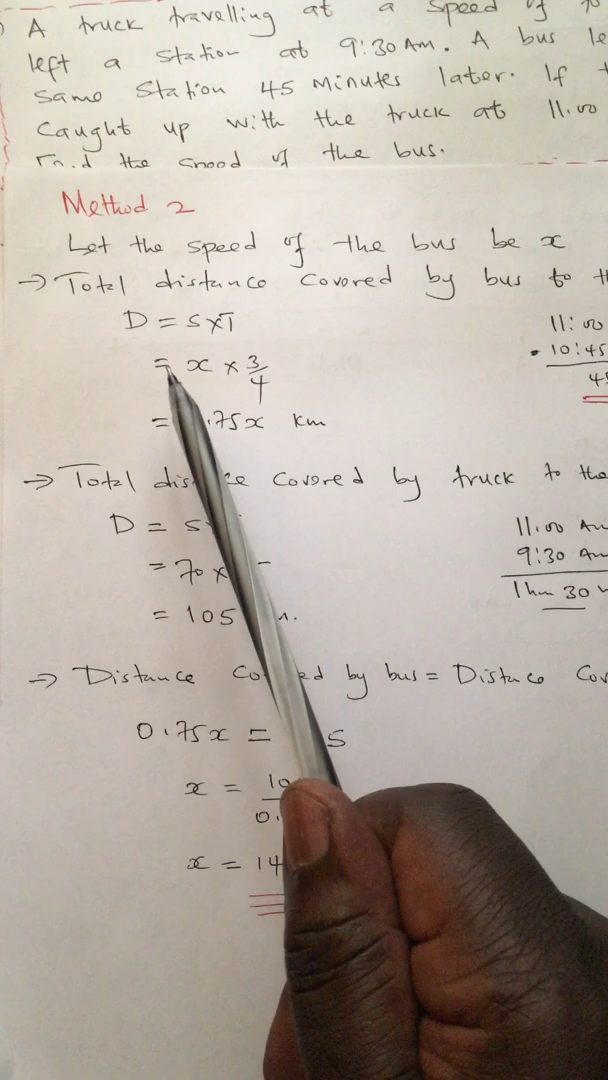 A truck travelling at a speed of
left a station at 9:30 Am. A bus le
same station 45 Minutes later. If
Caught up with the truck at 11.00
the of the bus.
Method 2
Let the speed of the bus be x
→ Total distance covered by bus to th
D = S x T
= x × 3/4
11:00
10:45
45
= .75x km
→ Total dis ce covered by truck to the
D = S
11.00 Am
= 70 x
9:30 Am
1hr 30
= 105
→ Distance Co ed by bus = Distnce Cov
0.75x = 5
x = 10
0.
x = 14